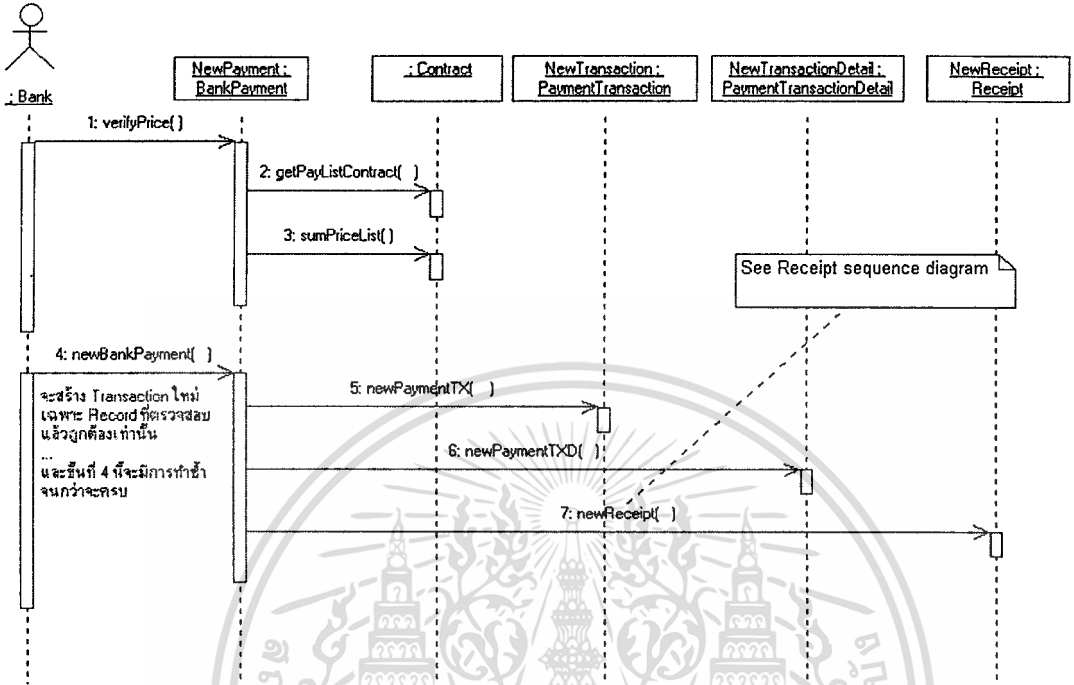 NewPayment :
BankPayment
: Contract
NewTransaction :
PaymentTransaction
NewTransactionDetail :
PaymentTransactionDetail
NewReceipt :
Receipt
: Bank
1: verifyPrice( )
2: getPayListContract( )
3: sumPriceList( )
See Receipt sequence diagram
4: newBankPayment( )
จะสร้าง Transaction ใหม่
เฉพาะ Record ที่ตรวจสอบ
แล้วถูกต้องเท่านั้น
...
และขั้นที่ 4 นี้จะมีการทำซ้ำ
จนกว่าจะครบ
5: newPaymentTX( )
6: newPaymentTXD( )
7: newReceipt( )